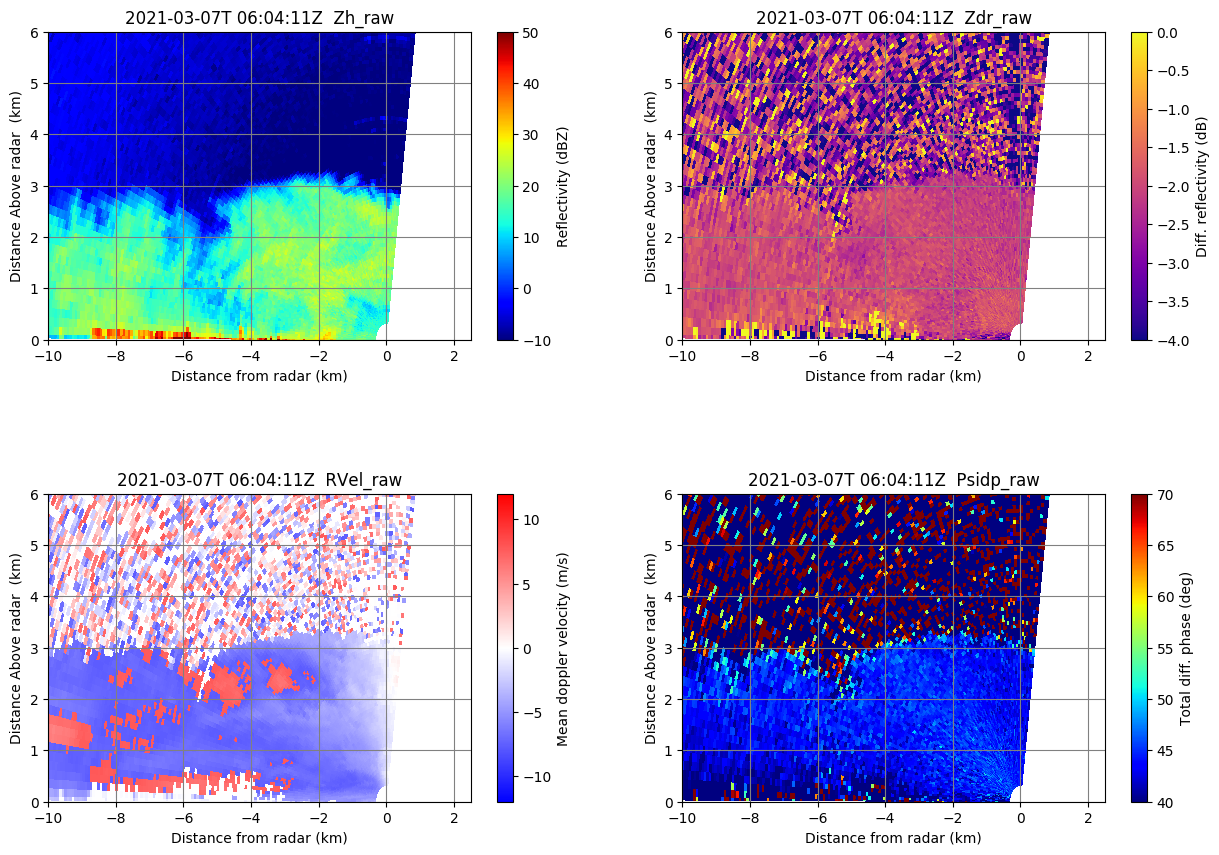 2021-03-07T 06:04:11Z  Zh_raw
6
5
4
3
2
1
0
Distance Above radar  (km)
−10 −8 −6 −4 −2 0 2
Distance from radar (km)
50
40
30
20
10
0
−10
Reflectivity (dBZ)
2021-03-07T 06:04:11Z  Zdr_raw
6
5
4
3
2
1
0
Distance Above radar  (km)
−10 −8 −6 −4 −2 0 2
Distance from radar (km)
0.0
−0.5
−1.0
−1.5
−2.0
−2.5
−3.0
−3.5
−4.0
Diff. reflectivity (dB)
2021-03-07T 06:04:11Z  RVel_raw
6
5
4
3
2
1
0
Distance Above radar  (km)
−10 −8 −6 −4 −2 0 2
Distance from radar (km)
10
5
0
−5
−10
Mean doppler velocity (m/s)
2021-03-07T 06:04:11Z  Psidp_raw
6
5
4
3
2
1
0
Distance Above radar  (km)
−10 −8 −6 −4 −2 0 2
Distance from radar (km)
70
65
60
55
50
45
40
Total diff. phase (deg)